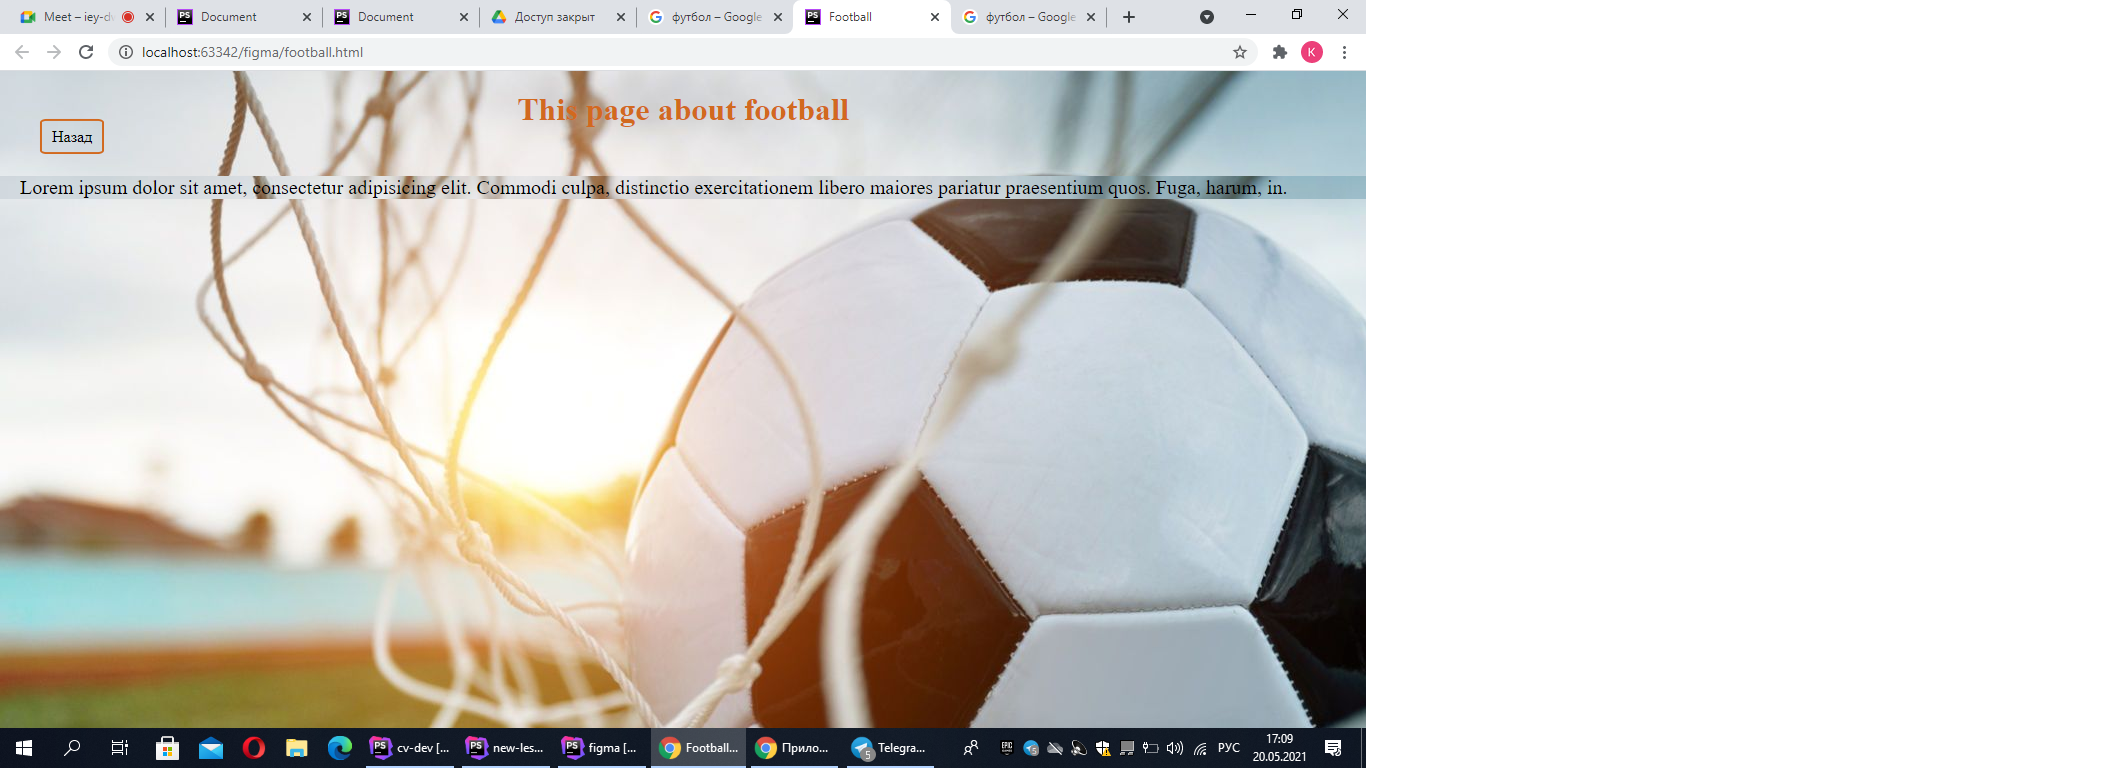 Meet – iey-d
Document
Document
Доступ закрыт
футбол – Google
Football
футбол – Google
localhost:63342/figma/football.html
K
This page about football
Назад
Lorem ipsum dolor sit amet, consectetur adipisicing elit. Commodi culpa, distinctio exercitationem libero maiores pariatur praesentium quos. Fuga, harum, in.
cv-dev [...
new-les...
figma [...
Football...
Прило...
Telegra...
РУС
17:09
20.05.2021